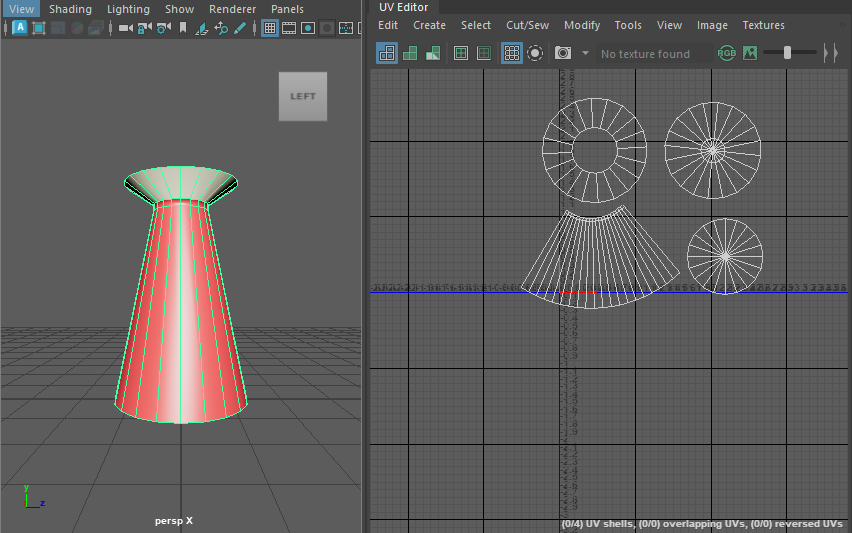 View Shading Lighting Show Renderer Panels
A
LEFT
y
z
persp X
UV Editor
Edit Create Select Cut/Sew Modify Tools View Image Textures
No texture found
RGB
(0/4) UV shells, (0/0) overlapping UVs, (0/0) reversed UVs